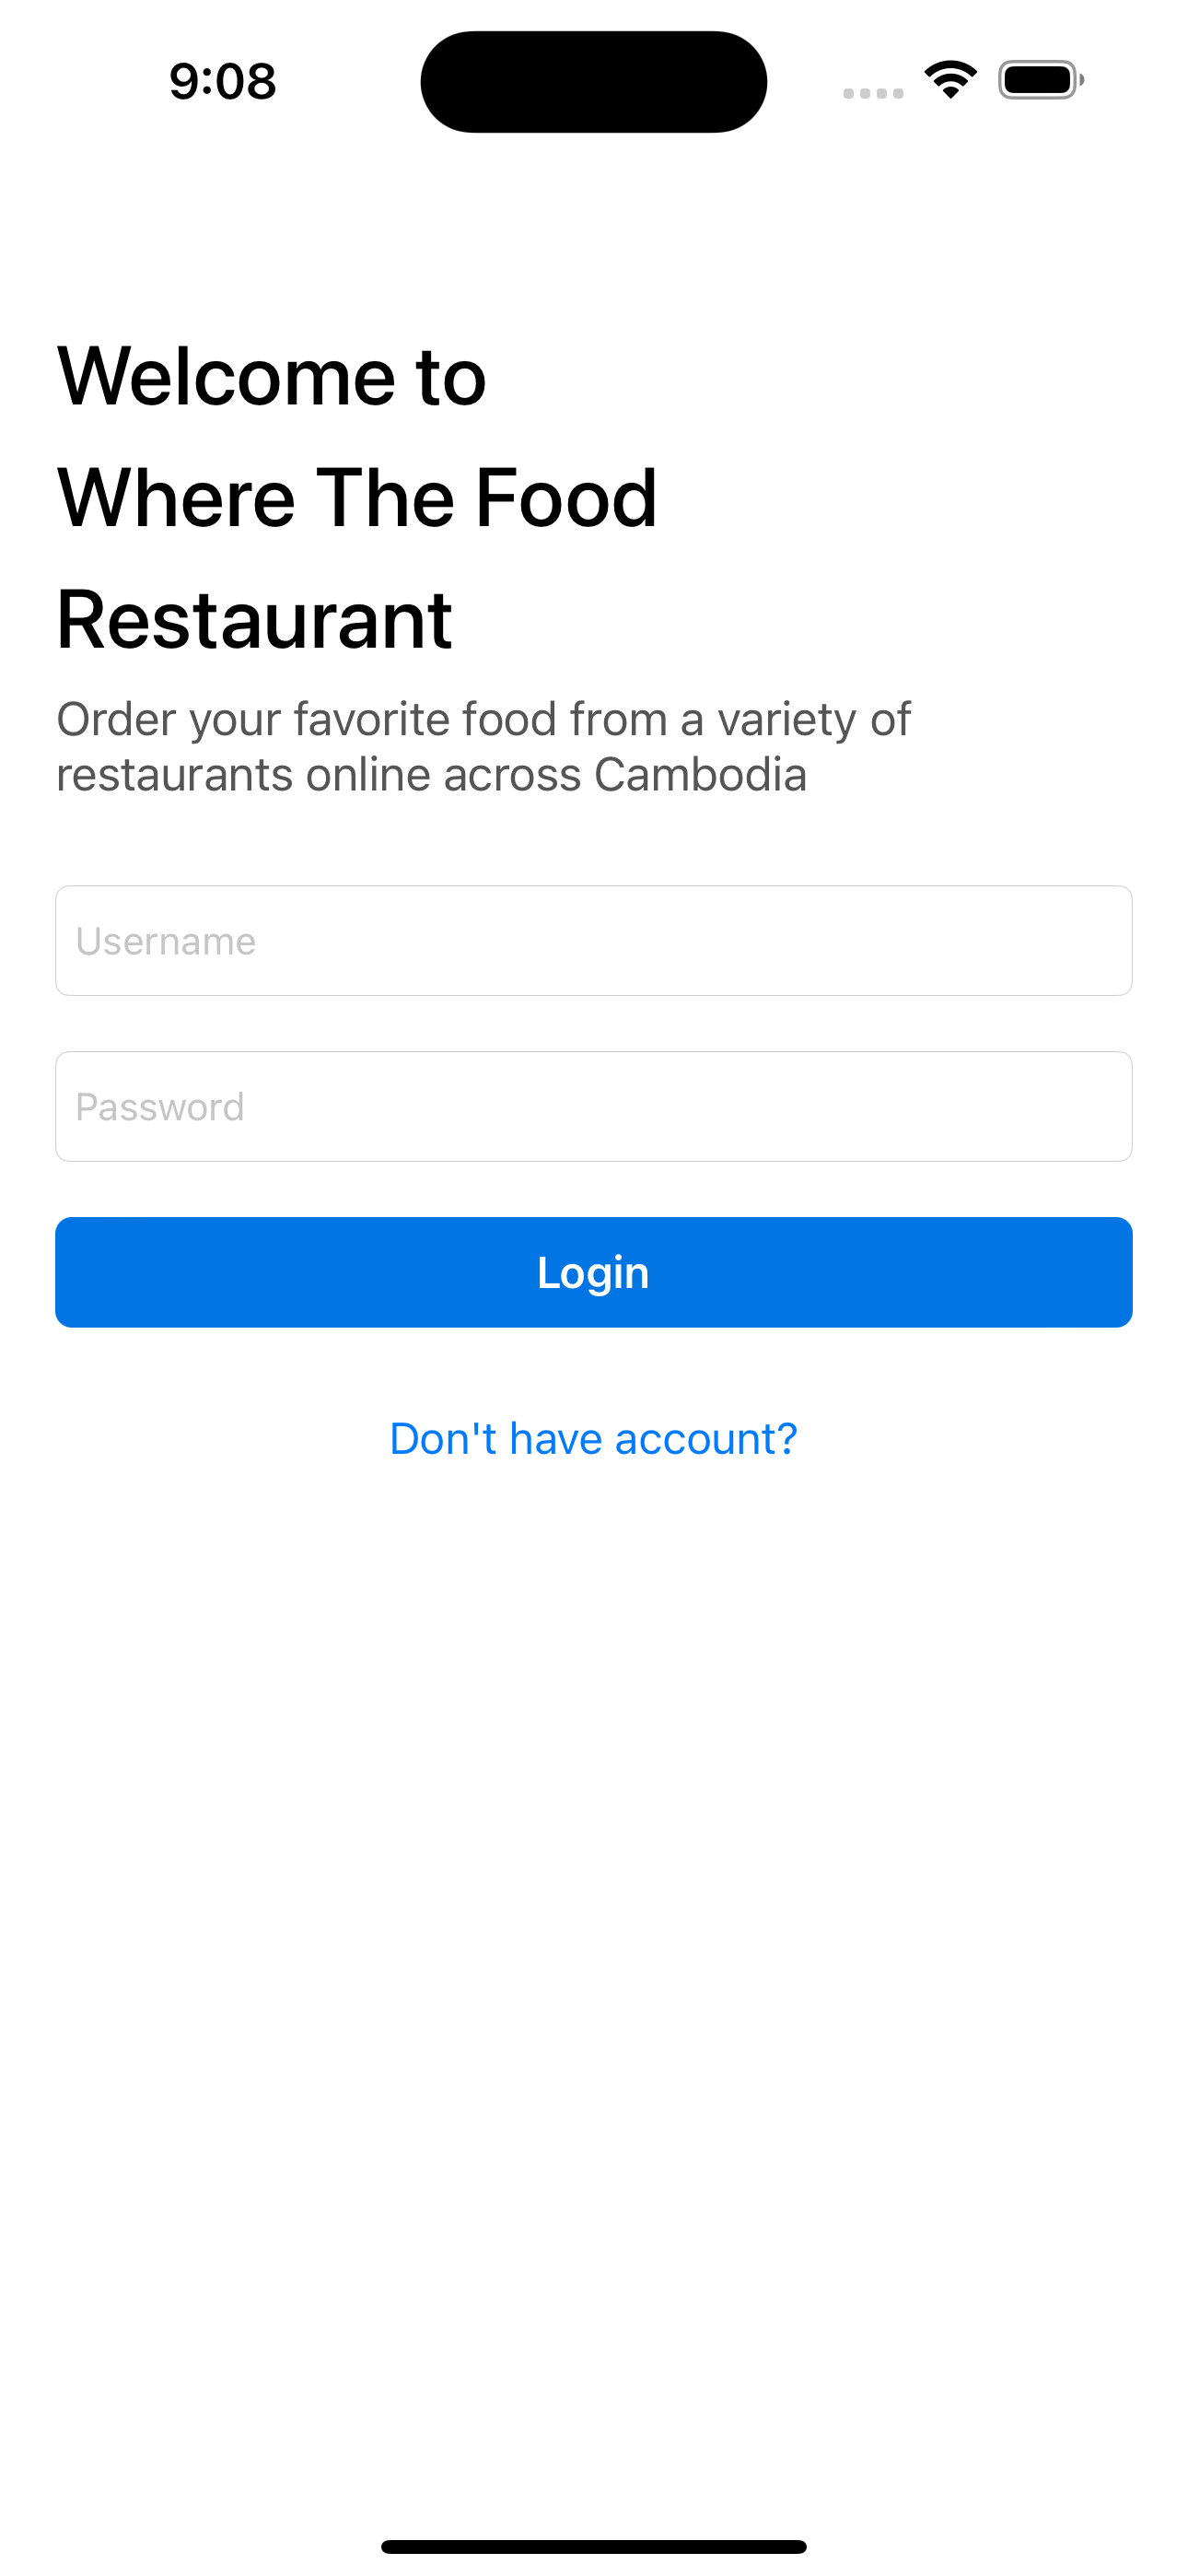 9:08
Welcome to
Where The Food
Restaurant
Order your favorite food from a variety of
restaurants online across Cambodia
Username
Password
Login
Don't have account?